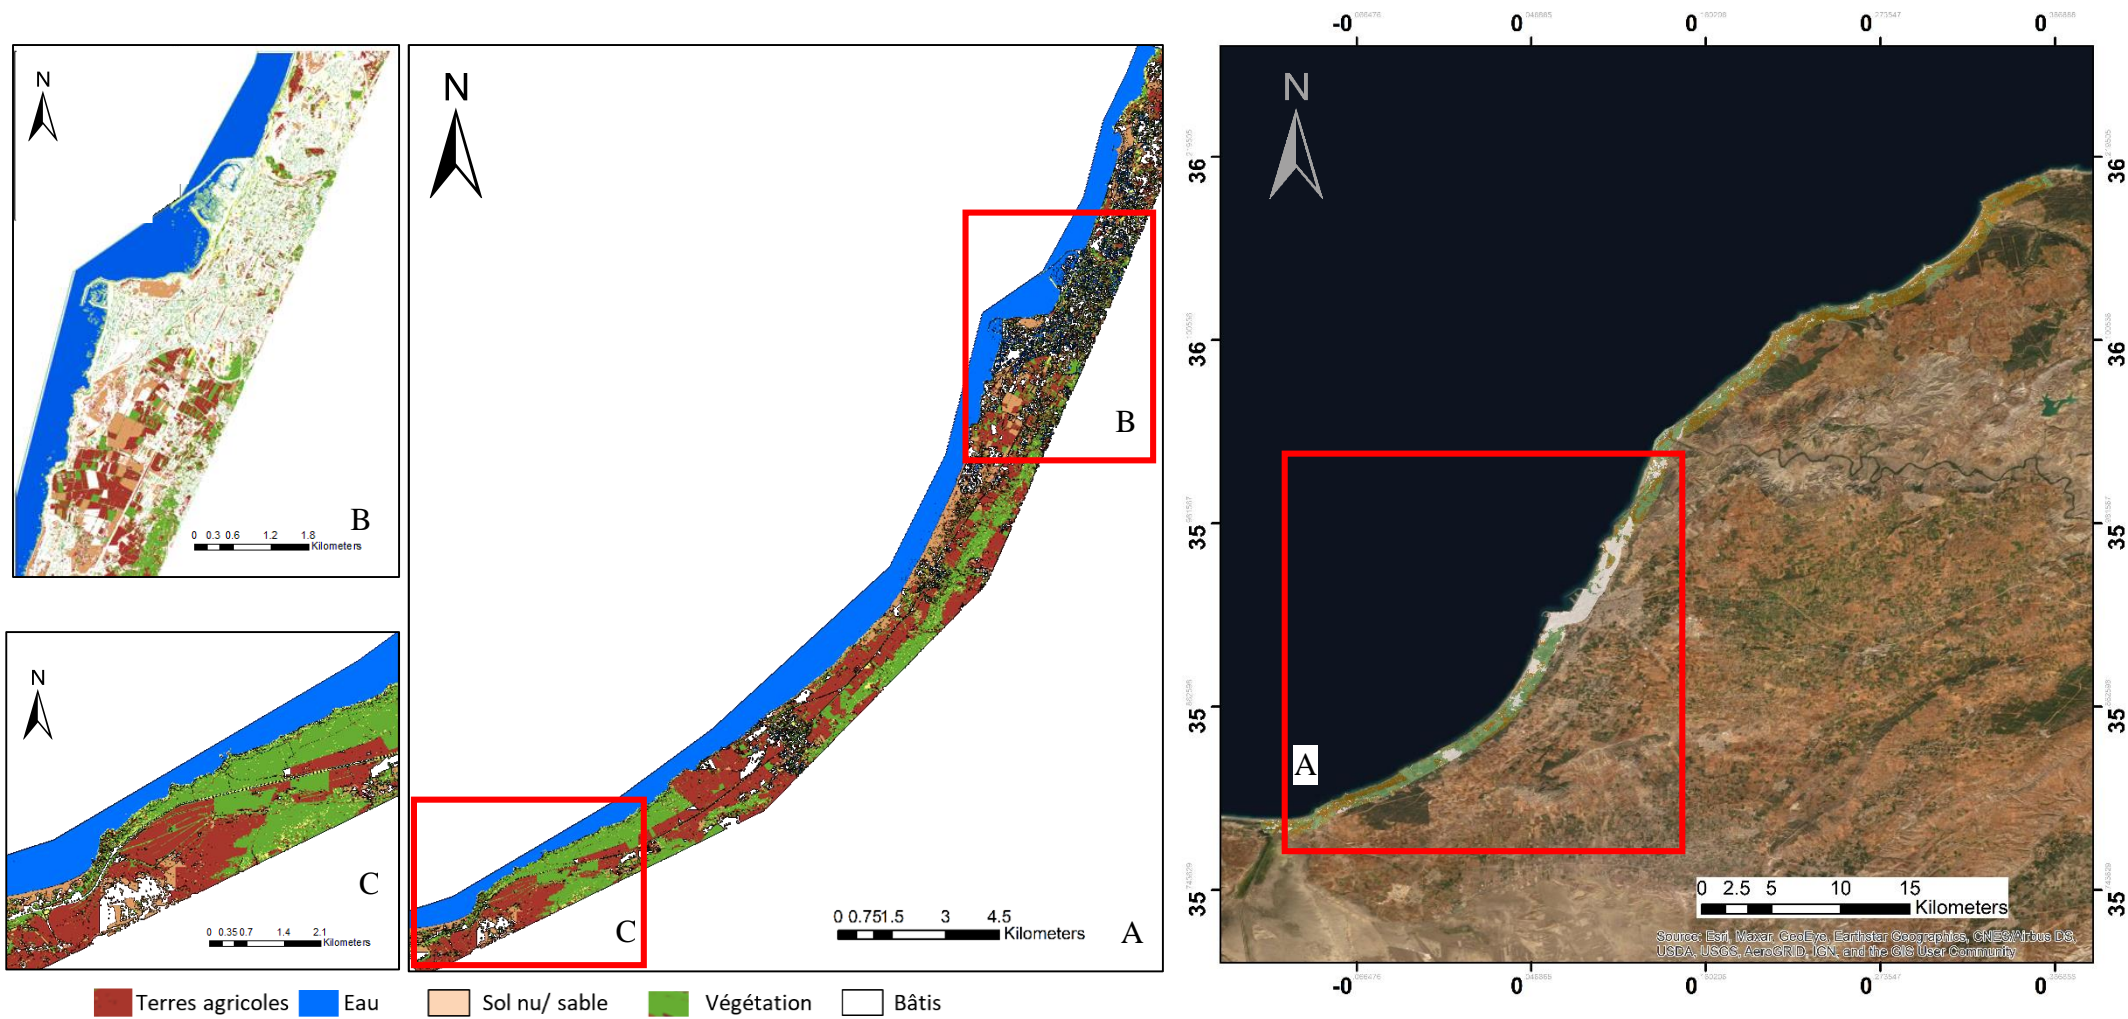 N
B
0 0.3 0.6 1.2 1.8
Kilometers
N
C
0 0.35 0.7 1.4 2.1
Kilometers
N
B
C
0 0.75 1.5 3 4.5
Kilometers
A
-0 0 0 0 0
36 36
36 36
35 35
35 35
35 35
N
A
0 2.5 5 10 15
Kilometers
Source: Esri, Maxar, GeoEye, Earthstar Geographics, CNES/Airbus DS,
USDA, USGS, AeroGRID, IGN, and the GIS User Community
-0 0 0 0 0
Terres agricoles Eau Sol nu/ sable Végétation Bâtis